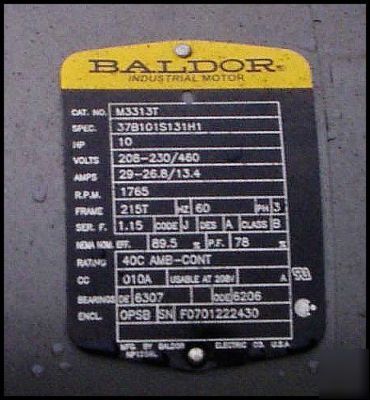 BALDOR®
INDUSTRIAL MOTOR
CAT. NO. M3313T
SPEC. 37B101S131H1
HP 10
VOLTS 208-230/460
AMPS 29-26.8/13.4
R.P.M. 1765
FRAME 215T HZ 60 PH 3
SER. F. 1.15 CODE J DES A CLASS B
NEMA NOM. EFF. 89.5 % P.F. 78 %
RATING 40C AMB-CONT
CC 010A USABLE AT 208V A
BEARINGS DE 6307 ODE 6206
ENCL. OPSB SN F0701222430
MFG. BY BALDOR ELECTRIC CO. U.S.A.